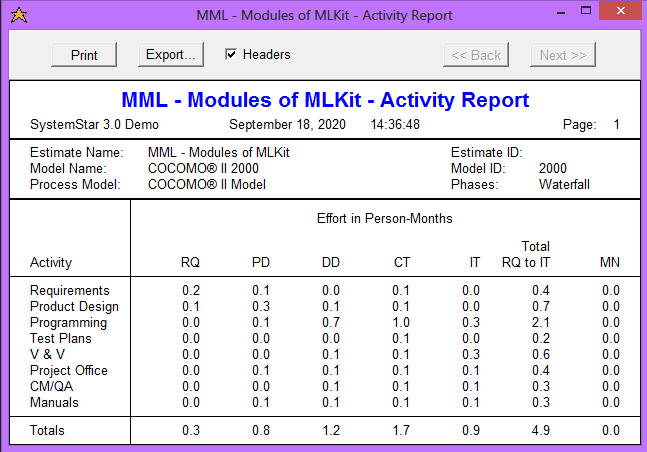 MML - Modules of MLKit - Activity Report
Print Export... Headers << Back Next >>
MML - Modules of MLKit - Activity Report
SystemStar 3.0 Demo September 18, 2020 14:36:48 Page: 1
Estimate Name: MML - Modules of MLKit Estimate ID:
Model Name: COCOMO® II 2000 Model ID: 2000
Process Model: COCOMO® II Model Phases: Waterfall
Effort in Person-Months
Total
Activity RQ PD DD CT IT RQ to IT MN
Requirements 0.2 0.1 0.0 0.1 0.0 0.4 0.0
Product Design 0.1 0.3 0.1 0.1 0.0 0.7 0.0
Programming 0.0 0.1 0.7 1.0 0.3 2.1 0.0
Test Plans 0.0 0.0 0.1 0.1 0.0 0.2 0.0
V & V 0.0 0.0 0.1 0.1 0.3 0.6 0.0
Project Office 0.0 0.1 0.1 0.1 0.1 0.4 0.0
CM/QA 0.0 0.0 0.1 0.1 0.1 0.3 0.0
Manuals 0.0 0.1 0.1 0.1 0.1 0.3 0.0
Totals 0.3 0.8 1.2 1.7 0.9 4.9 0.0